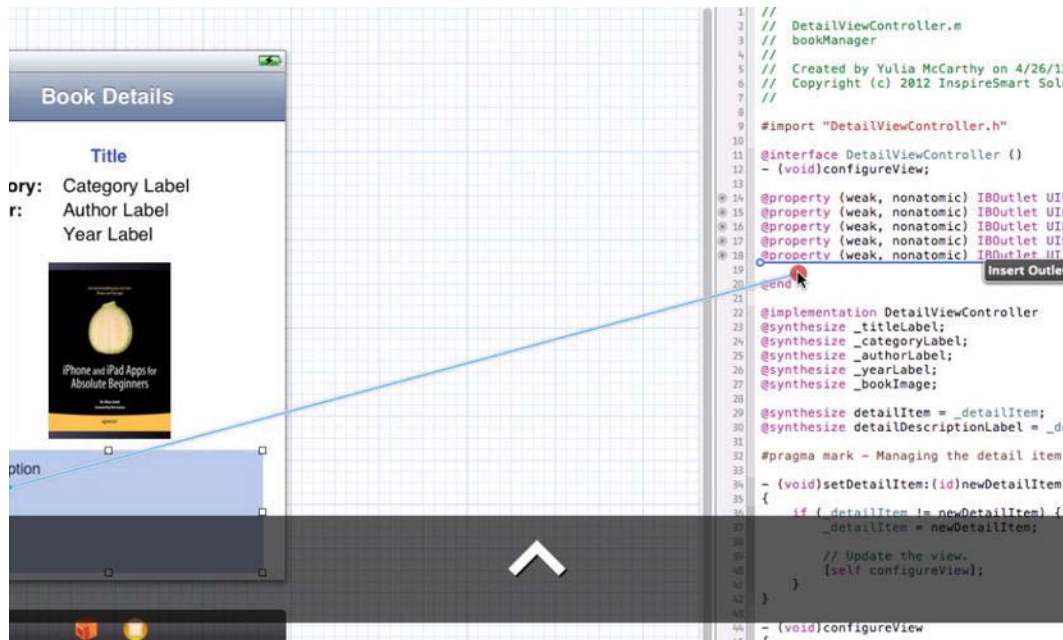 Book Details
Title
ory: Category Label
r: Author Label
Year Label
iPhone and iPad Apps for
Absolute Beginners
ption
1 //
2 // DetailViewController.m
3 // bookManager
4 //
5 // Created by Yulia McCarthy on 4/26/1
6 // Copyright (c) 2012 InspireSmart Sol
7 //
8
9 #import "DetailViewController.h"
10
11 @interface DetailViewController ()
12 - (void)configureView;
13
14 @property (weak, nonatomic) IBOutlet UI
15 @property (weak, nonatomic) IBOutlet UI
16 @property (weak, nonatomic) IBOutlet UI
17 @property (weak, nonatomic) IBOutlet UI
18 @property (weak, nonatomic) IBOutlet UI
19
Insert Outle
20 @end
21
22 @implementation DetailViewController
23 @synthesize _titleLabel;
24 @synthesize _categoryLabel;
25 @synthesize _authorLabel;
26 @synthesize _yearLabel;
27 @synthesize _bookImage;
28
29 @synthesize detailItem = _detailItem;
30 @synthesize detailDescriptionLabel = _d
31
32 #pragma mark - Managing the detail item
33
34 - (void)setDetailItem:(id)newDetailItem
35 {
36 if (_detailItem != newDetailItem) {
37 _detailItem = newDetailItem;
38
39 // Update the view.
40 [self configureView];
41 }
42 }
43
44 - (void)configureView